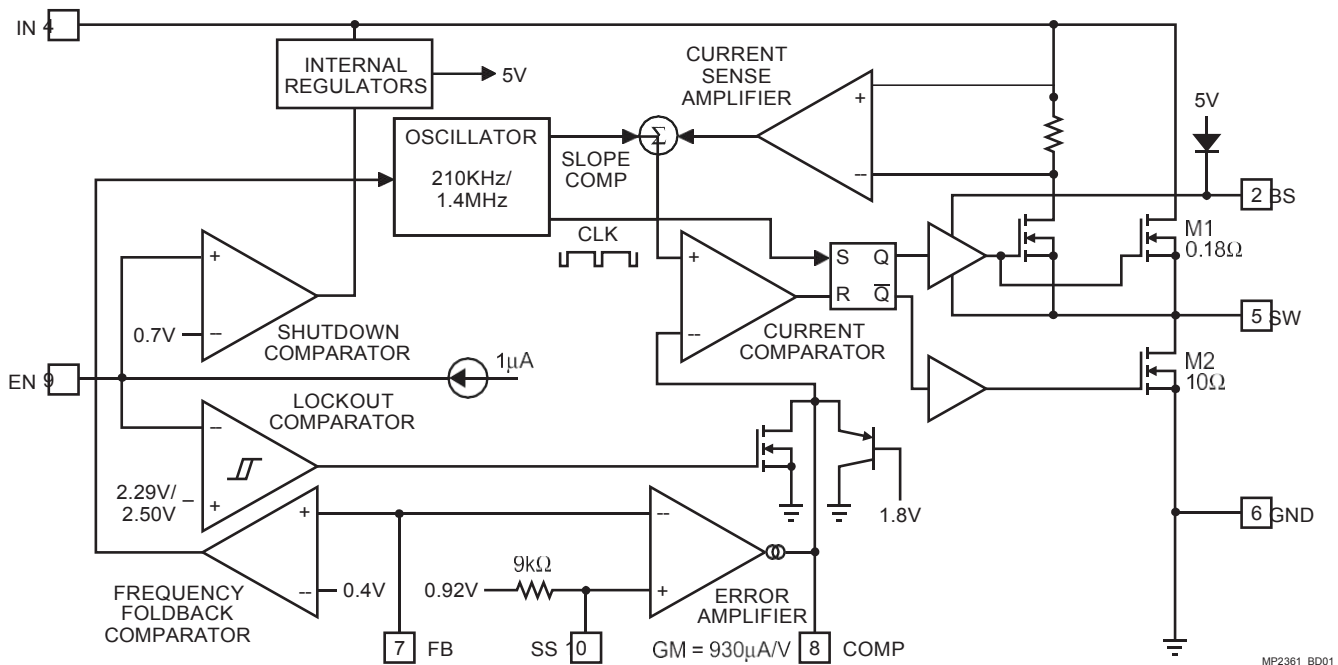 IN 4
INTERNAL
REGULATORS
5V
CURRENT
SENSE
AMPLIFIER
+
--
5V
OSCILLATOR
210KHz/
1.4MHz
Σ
SLOPE
COMP
CLK
2 BS
M1
0.18Ω
+
--
0.7V
SHUTDOWN
COMPARATOR
+
--
CURRENT
COMPARATOR
S Q
R Q̅
5 SW
M2
10Ω
EN 9
1μA
LOCKOUT
COMPARATOR
–
+
2.29V/
2.50V
–
1.8V
6 GND
+
--
0.4V
FREQUENCY
FOLDBACK
COMPARATOR
9kΩ
0.92V
--
+
ERROR
AMPLIFIER
7 FB
SS 10
GM = 930μA/V
8 COMP
MP2361_BD01